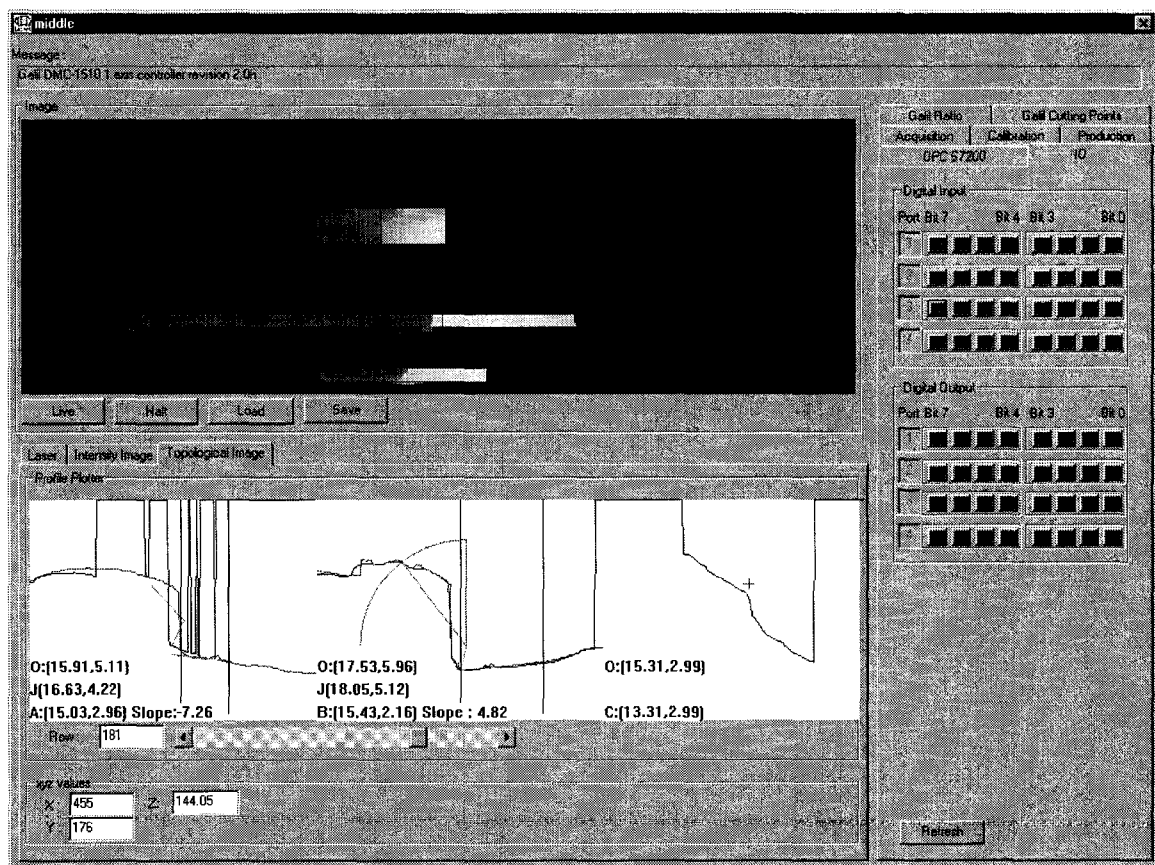 middle
Message:
Galil DMC-1510 1 axis controller revision 2.0h
Image
Live
Halt
Load
Save
Galil Ratio
Galil Cutting Points
Acquisition
Calibration
Production
OPC S7200
IO
Digital Input
Port Bit 7 Bit 4 Bit 3 Bit 0
Digital Output
Port Bit 7 Bit 4 Bit 3 Bit 0
Laser
Intensity Image
Topological Image
Profile Plotter
O:(15.91,5.11)
J(16.63,4.22)
A:(15.03,2.96) Slope:-7.26
O:(17.53,5.96)
J(18.05,5.12)
B:(15.43,2.16) Slope : 4.82
O:(15.31,2.99)
C:(13.31,2.99)
Row 181
xyz values
X: 455
Z: 144.05
Y: 176
Refresh